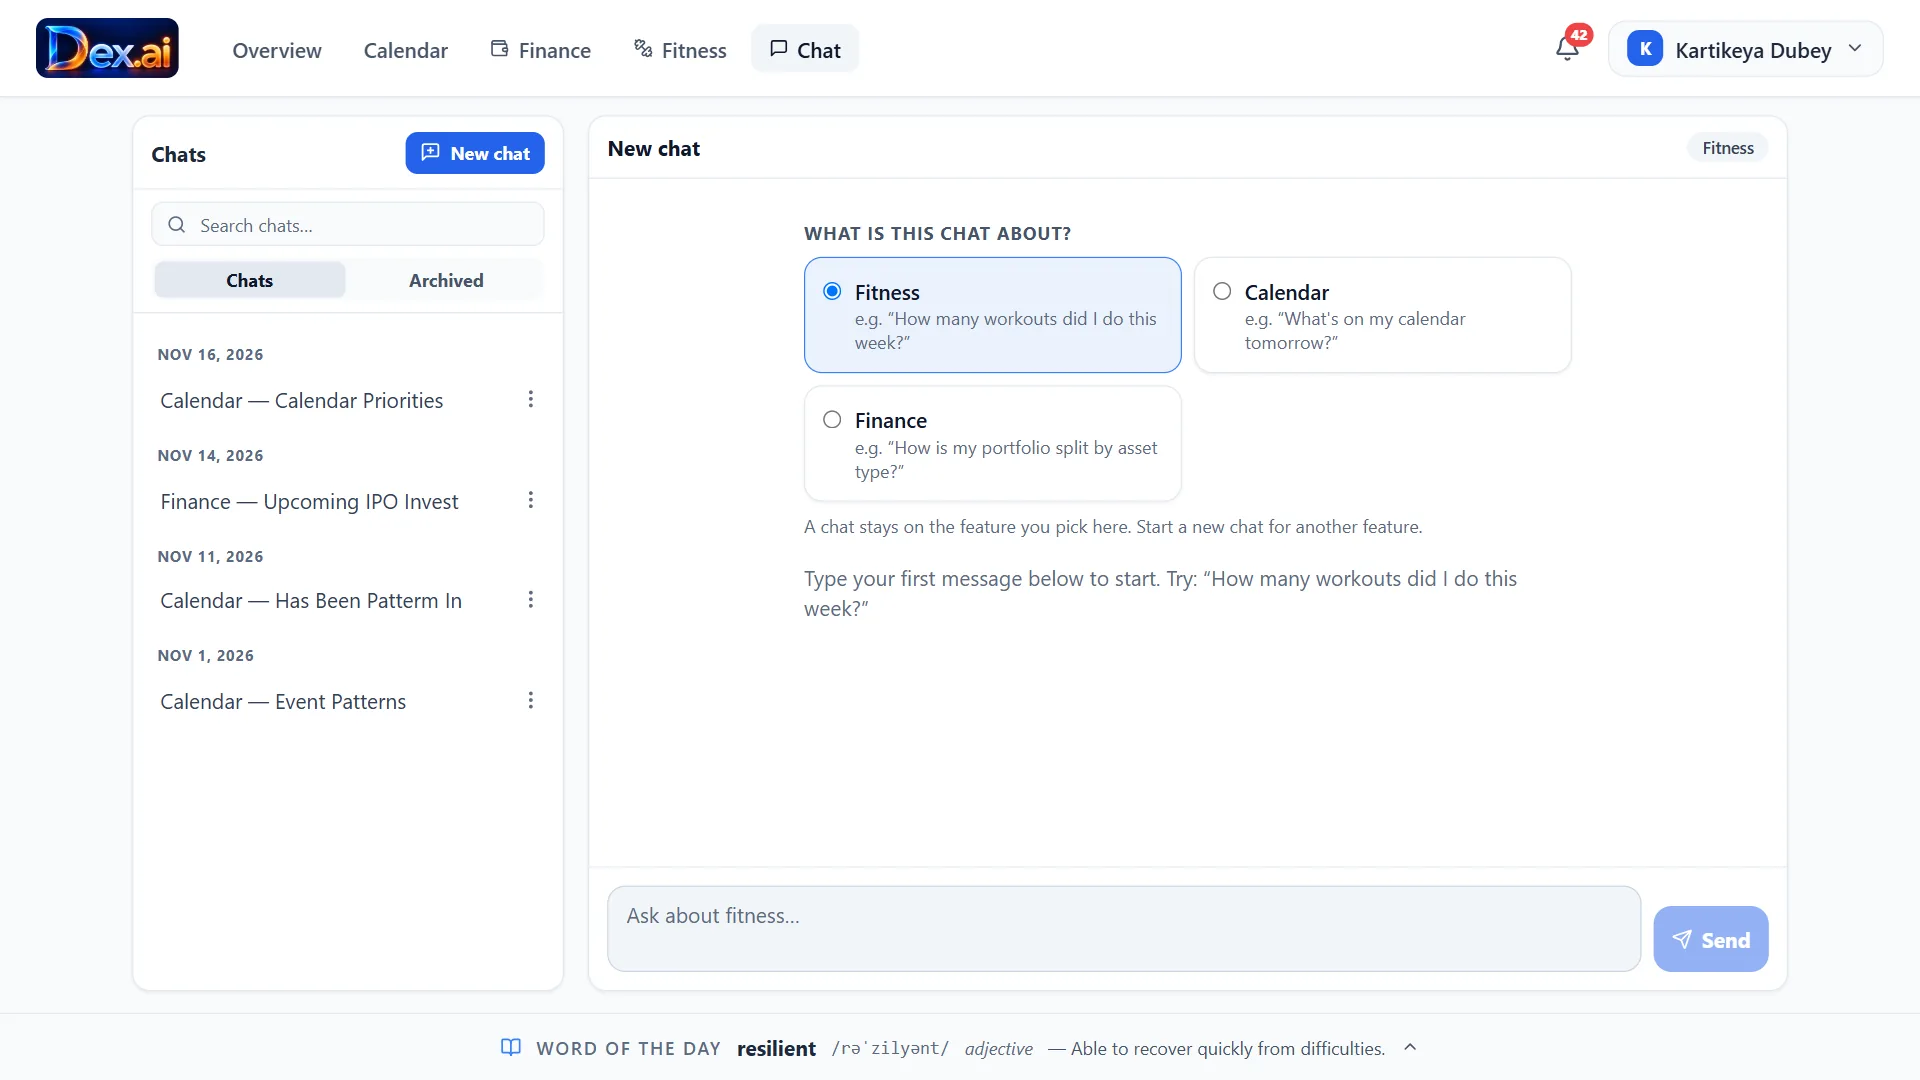 Dex.ai
Overview
Calendar
Finance
Fitness
Chat
42
K
Kartikeya Dubey
Chats
New chat
Search chats...
Chats
Archived
NOV 16, 2026
Calendar — Calendar Priorities
NOV 14, 2026
Finance — Upcoming IPO Invest
NOV 11, 2026
Calendar — Has Been Patterm In
NOV 1, 2026
Calendar — Event Patterns
New chat
Fitness
WHAT IS THIS CHAT ABOUT?
Fitness
e.g. “How many workouts did I do this
week?”
Calendar
e.g. “What's on my calendar
tomorrow?”
Finance
e.g. “How is my portfolio split by asset
type?”
A chat stays on the feature you pick here. Start a new chat for another feature.
Type your first message below to start. Try: “How many workouts did I do this
week?”
Ask about fitness...
Send
WORD OF THE DAY resilient /rəˈzilyənt/ adjective — Able to recover quickly from difficulties.